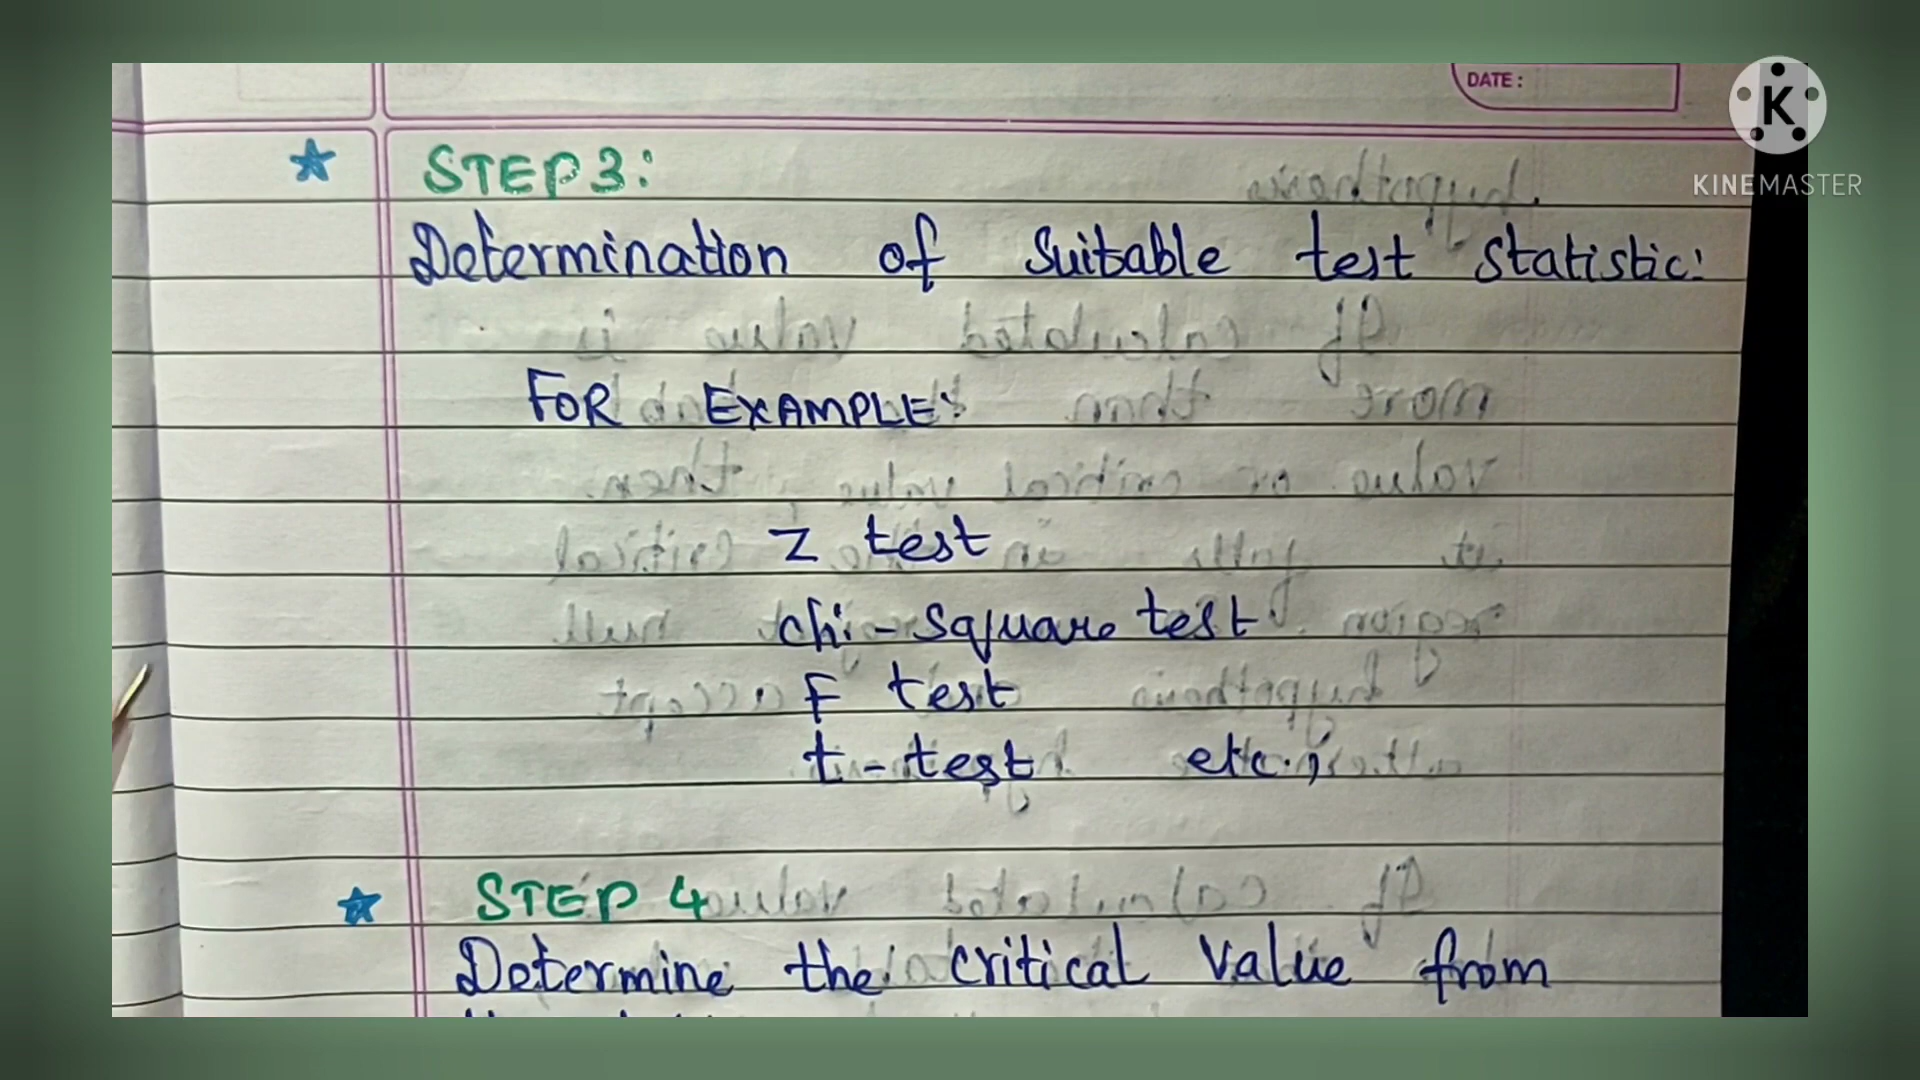 DATE :
K
KINEMASTER
STEP 3:
Determination of Suitable test statistic:
FOR EXAMPLE:
Z test
chi-square test
F test
t-test etc.,
STEP 4
Determine the critical value from